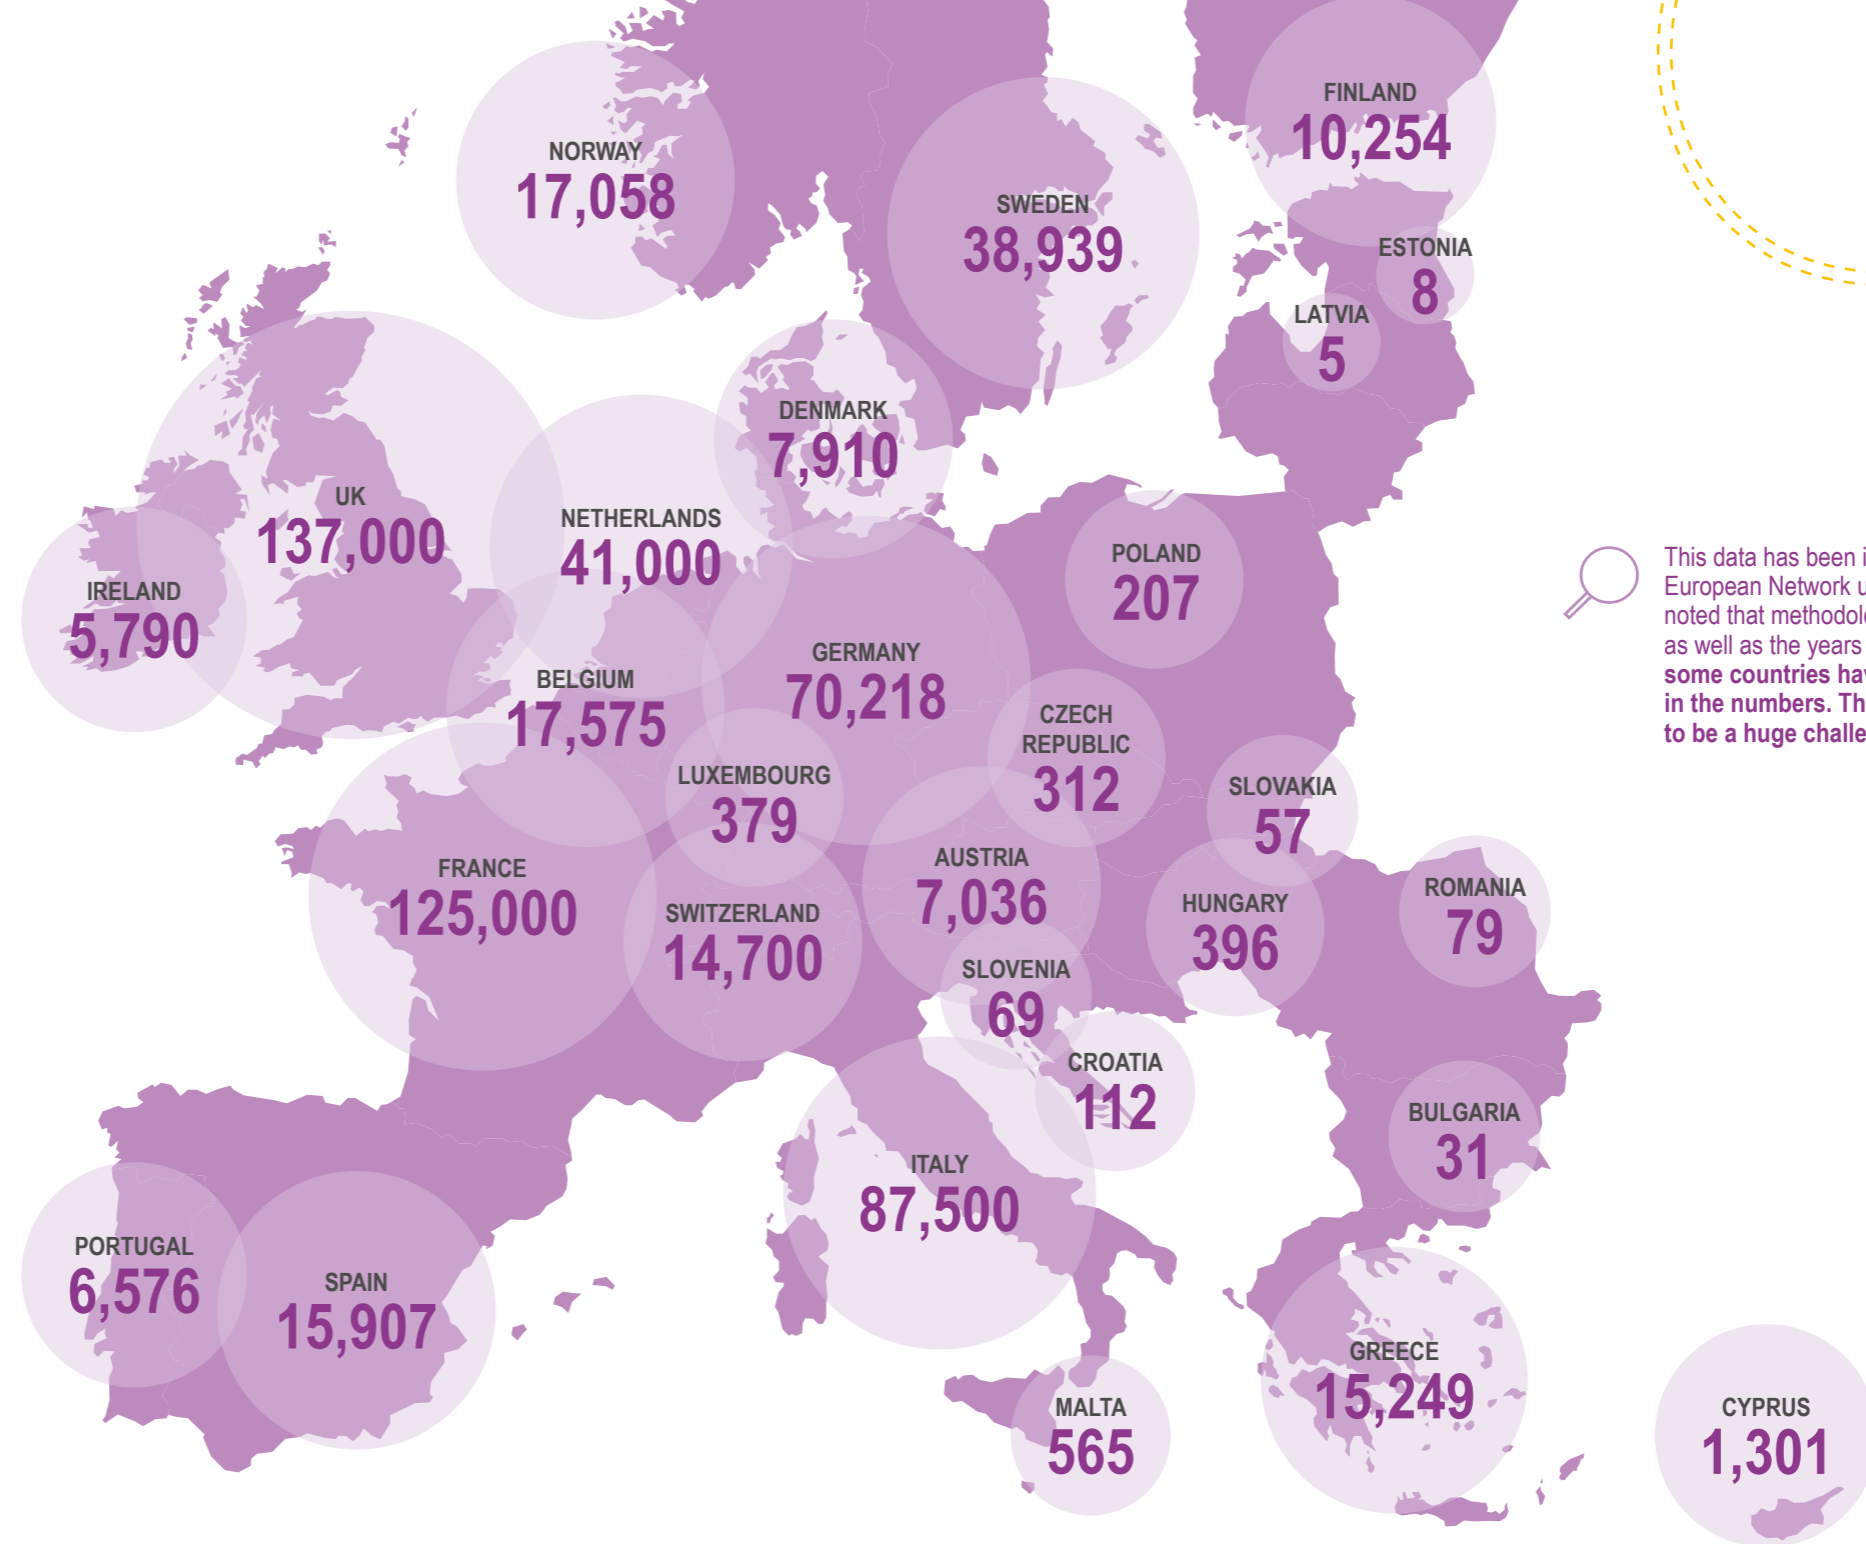 FINLAND
10,254
NORWAY
17,058
SWEDEN
38,939
ESTONIA
8
LATVIA
5
DENMARK
7,910
UK
137,000
NETHERLANDS
41,000
IRELAND
5,790
POLAND
207
GERMANY
70,218
BELGIUM
17,575
CZECH
REPUBLIC
312
LUXEMBOURG
379
SLOVAKIA
57
FRANCE
125,000
AUSTRIA
7,036
SWITZERLAND
14,700
HUNGARY
396
ROMANIA
79
SLOVENIA
69
CROATIA
112
BULGARIA
31
ITALY
87,500
PORTUGAL
6,576
SPAIN
15,907
GREECE
15,249
MALTA
565
CYPRUS
1,301
This data has been
European Network
noted that
as well as the years
some countries
in the numbers.
to be a huge